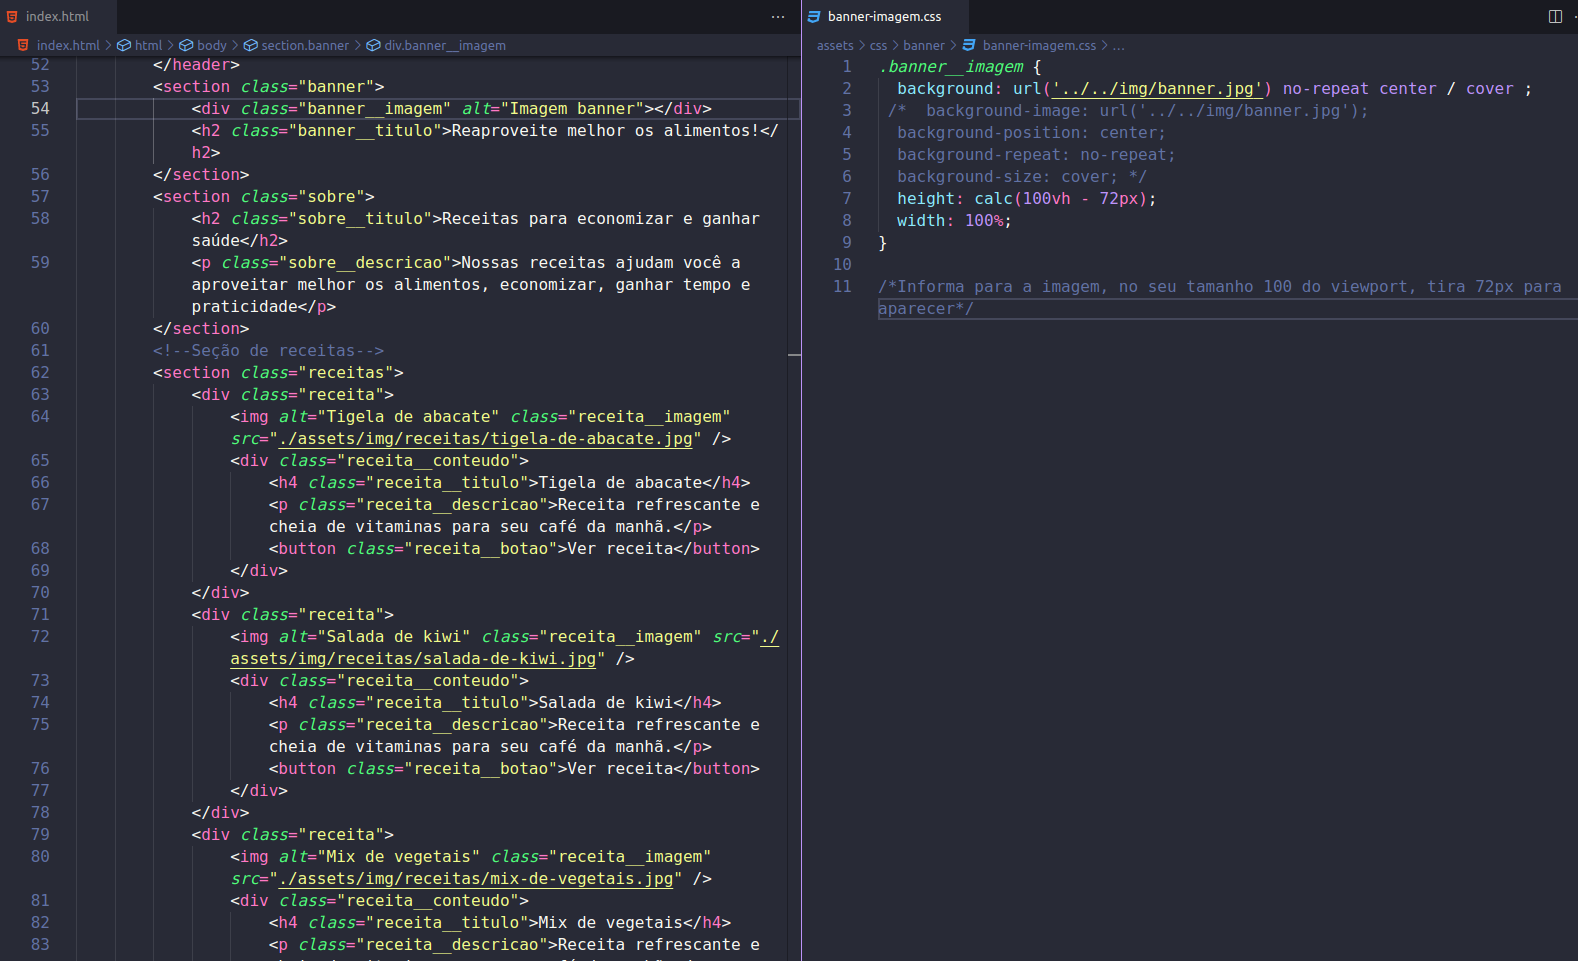 index.html
···
index.html > html > body > section.banner > div.banner__imagem
52 </header>
53 <section class="banner">
54 <div class="banner__imagem" alt="Imagem banner"></div>
55 <h2 class="banner__titulo">Reaproveite melhor os alimentos!</
h2>
56 </section>
57 <section class="sobre">
58 <h2 class="sobre__titulo">Receitas para economizar e ganhar
saúde</h2>
59 <p class="sobre__descricao">Nossas receitas ajudam você a
aproveitar melhor os alimentos, economizar, ganhar tempo e
praticidade</p>
60 </section>
61 <!--Seção de receitas-->
62 <section class="receitas">
63 <div class="receita">
64 <img alt="Tigela de abacate" class="receita__imagem"
src="./assets/img/receitas/tigela-de-abacate.jpg" />
65 <div class="receita__conteudo">
66 <h4 class="receita__titulo">Tigela de abacate</h4>
67 <p class="receita__descricao">Receita refrescante e
cheia de vitaminas para seu café da manhã.</p>
68 <button class="receita__botao">Ver receita</button>
69 </div>
70 </div>
71 <div class="receita">
72 <img alt="Salada de kiwi" class="receita__imagem" src="./
assets/img/receitas/salada-de-kiwi.jpg" />
73 <div class="receita__conteudo">
74 <h4 class="receita__titulo">Salada de kiwi</h4>
75 <p class="receita__descricao">Receita refrescante e
cheia de vitaminas para seu café da manhã.</p>
76 <button class="receita__botao">Ver receita</button>
77 </div>
78 </div>
79 <div class="receita">
80 <img alt="Mix de vegetais" class="receita__imagem"
src="./assets/img/receitas/mix-de-vegetais.jpg" />
81 <div class="receita__conteudo">
82 <h4 class="receita__titulo">Mix de vegetais</h4>
83 <p class="receita__descricao">Receita refrescante e
banner-imagem.css
assets > css > banner > banner-imagem.css > ...
1 .banner__imagem {
2 background: url('../../img/banner.jpg') no-repeat center / cover ;
3 /* background-image: url('../../img/banner.jpg');
4 background-position: center;
5 background-repeat: no-repeat;
6 background-size: cover; */
7 height: calc(100vh - 72px);
8 width: 100%;
9 }
10
11 /*Informa para a imagem, no seu tamanho 100 do viewport, tira 72px para
aparecer*/